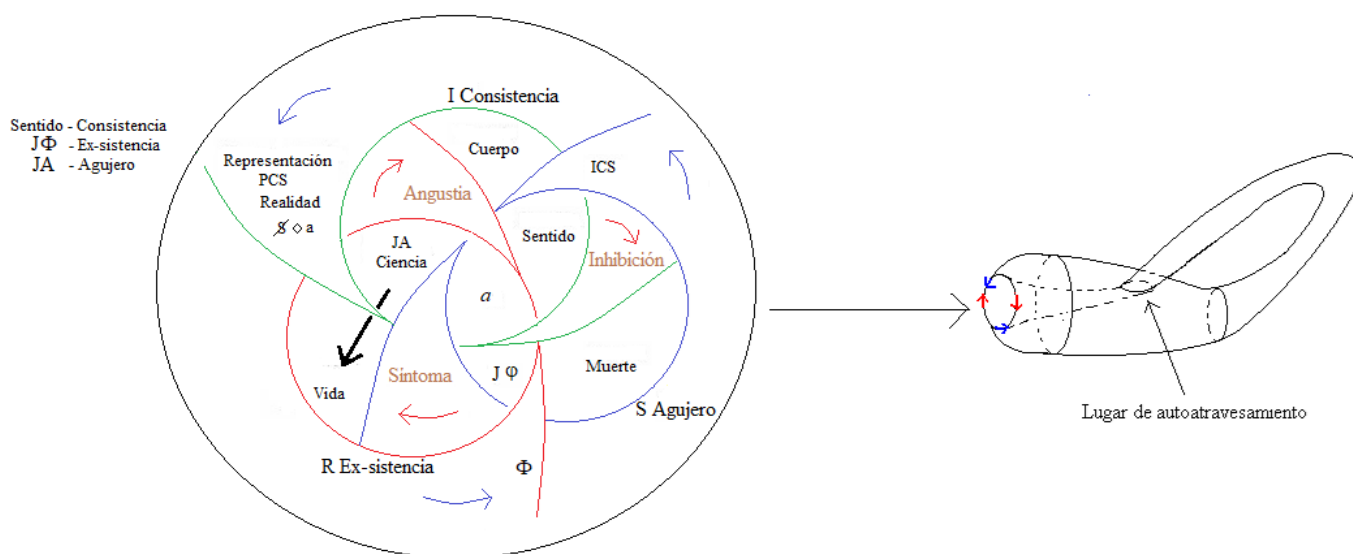 Sentido - Consistencia
JΦ - Ex-sistencia
JA - Agujero
I Consistencia
Representación
PCS
Realidad
$ ◇ a
Cuerpo
ICS
Angustia
Sentido
Inhibición
JA
Ciencia
a
Vida
Síntoma
J φ
Muerte
S Agujero
R Ex-sistencia
Φ
Lugar de autoatravesamiento